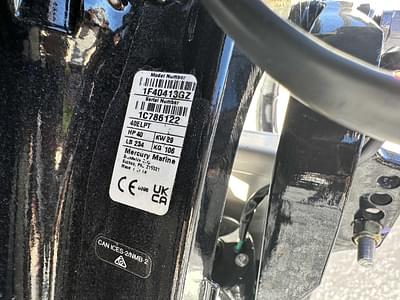 Model Number
1F40413GZ
Serial Number
1C786122
40ELPT
HP 40 KW 29
LB 234 KG 106
Mercury Marine
CE
UK
CA
CAN ICES-2/NMB-2